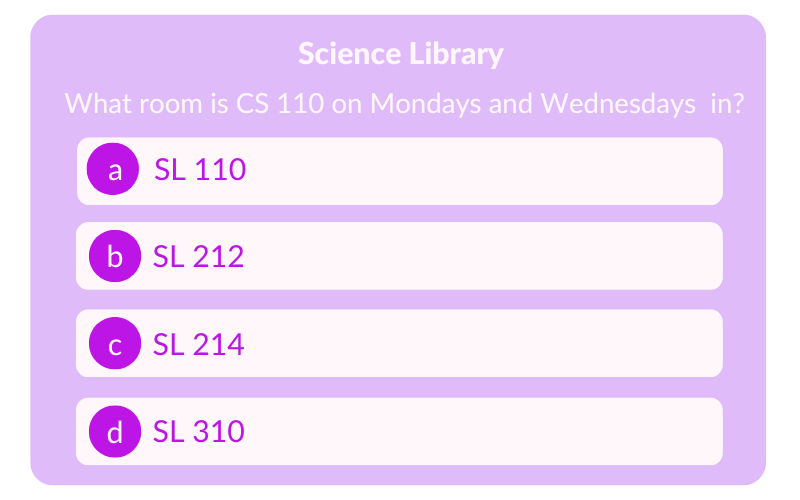 Science Library
What room is CS 110 on Mondays and Wednesdays  in?
a SL 110
b SL 212
c SL 214
d SL 310